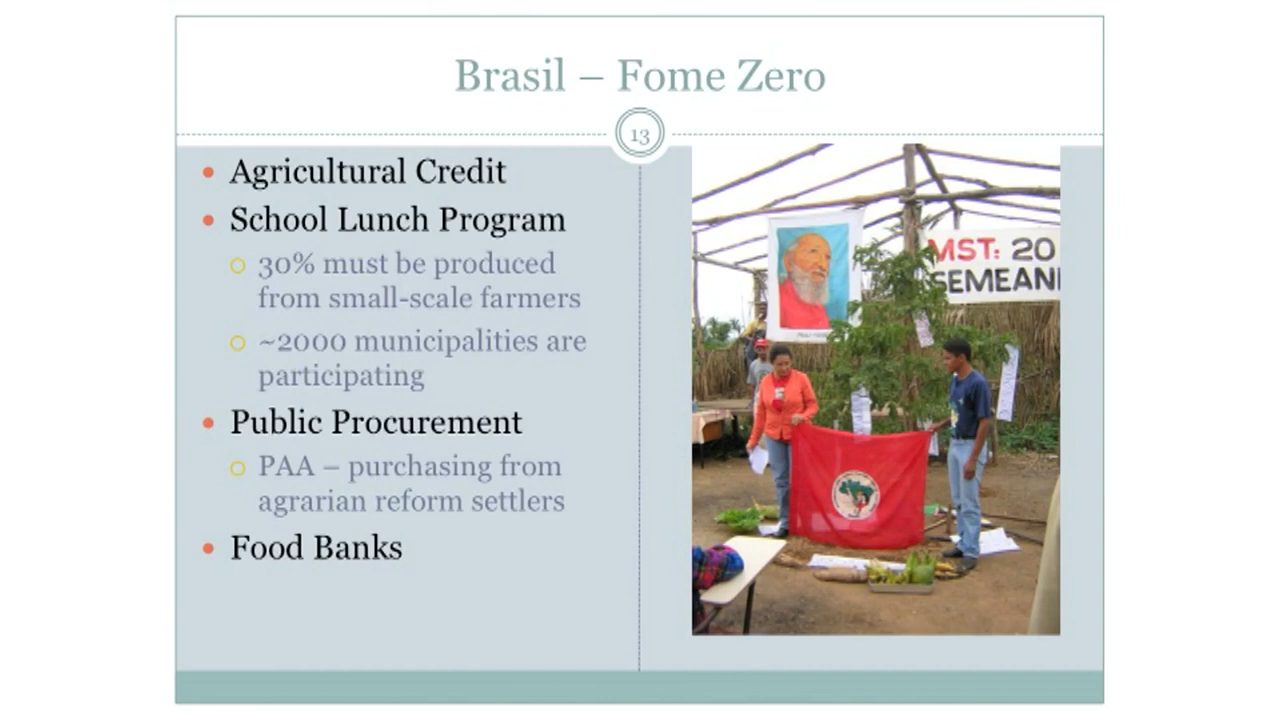 Brasil – Fome Zero
13
Agricultural Credit
School Lunch Program
30% must be produced
from small-scale farmers
~2000 municipalities are
participating
Public Procurement
PAA – purchasing from
agrarian reform settlers
Food Banks
MST: 20
SEMEAN